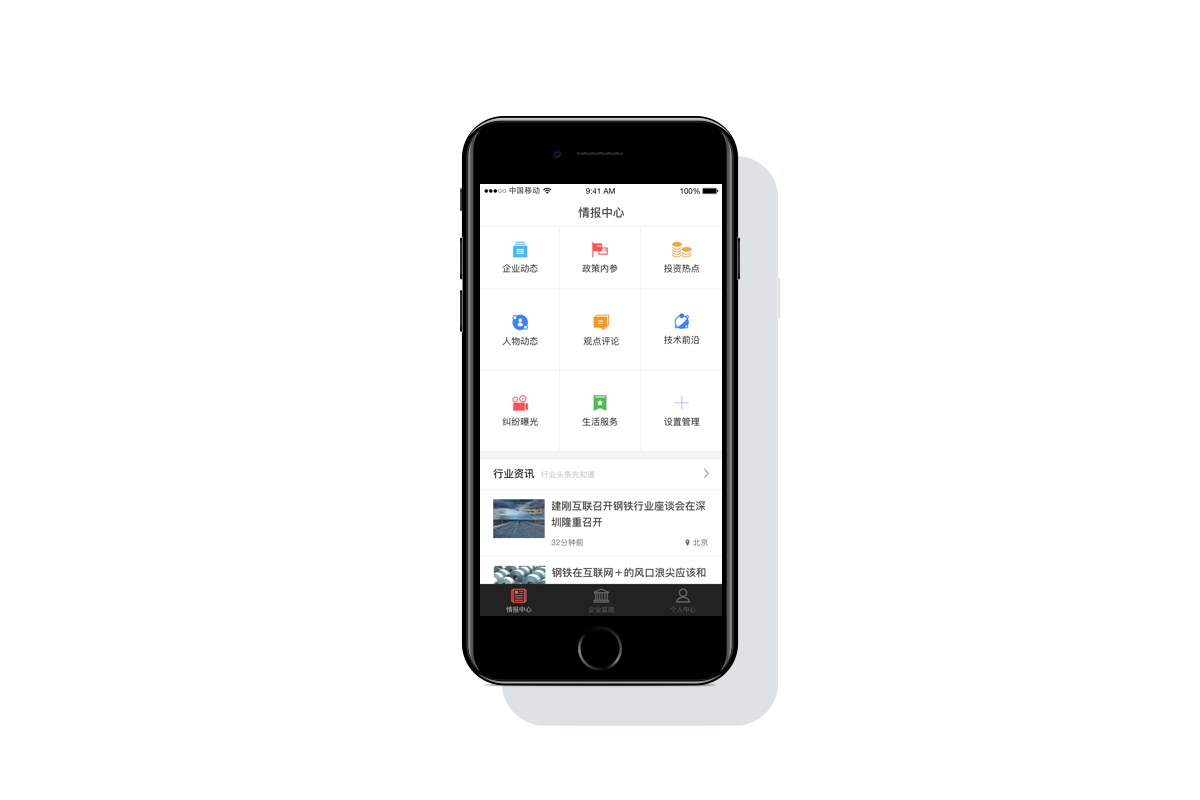 中国移动 9:41 AM 100%
情报中心
企业动态 政策内参 投资热点
人物动态 观点评论 技术前沿
纠纷曝光 生活服务 设置管理
行业资讯 行业头条先知道
建刚互联召开钢铁行业座谈会在深
圳隆重召开
32分钟前 北京
钢铁在互联网＋的风口浪尖应该和
情报中心 企业监测 个人中心